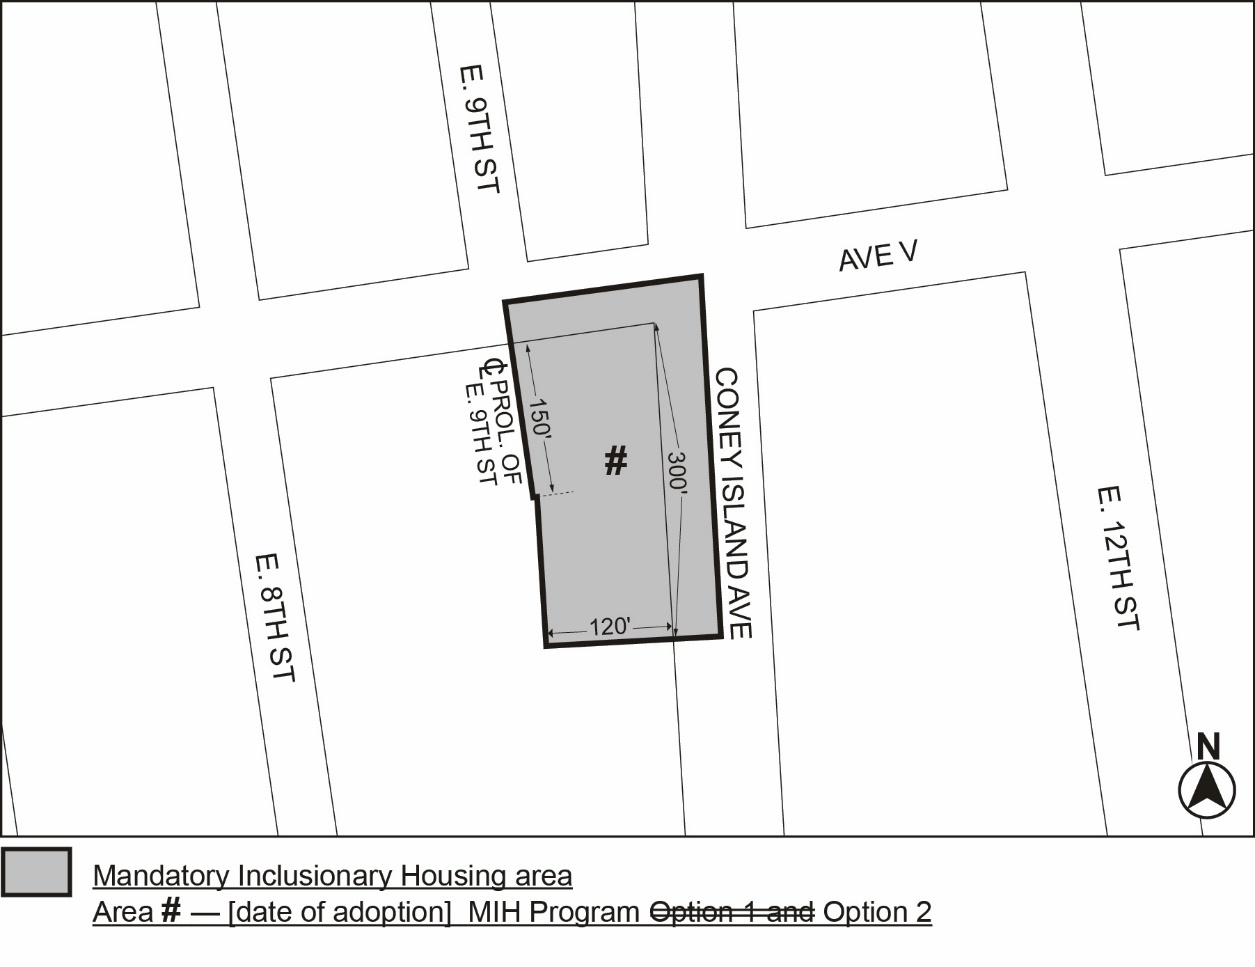 E. 9TH ST
AVE V
℄ PROL. OF
E. 9TH ST
150'
#
300'
CONEY ISLAND AVE
E. 12TH ST
E. 8TH ST
120'
N
Mandatory Inclusionary Housing area
Area # — [date of adoption] MIH Program Option 1 and Option 2